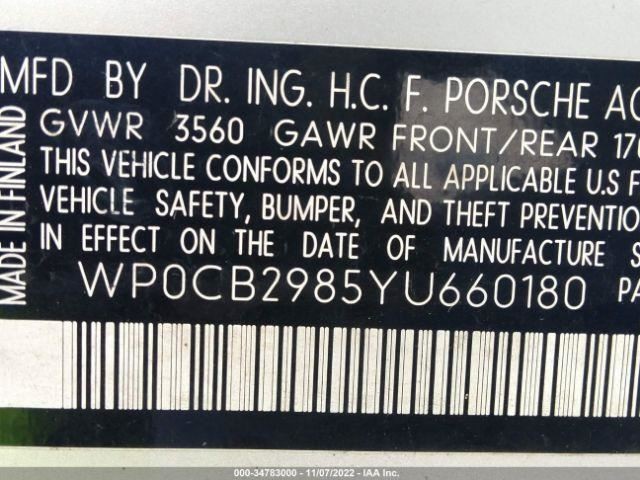 MFD BY DR. ING. H.C. F. PORSCHE AG
GVWR 3560 GAWR FRONT/REAR 170
THIS VEHICLE CONFORMS TO ALL APPLICABLE U.S F
VEHICLE SAFETY, BUMPER, AND THEFT PREVENTION
IN EFFECT ON THE DATE OF MANUFACTURE S
WP0CB2985YU660180 PA
MADE IN FINLAND
000-34783000 - 11/07/2022 - IAA Inc.